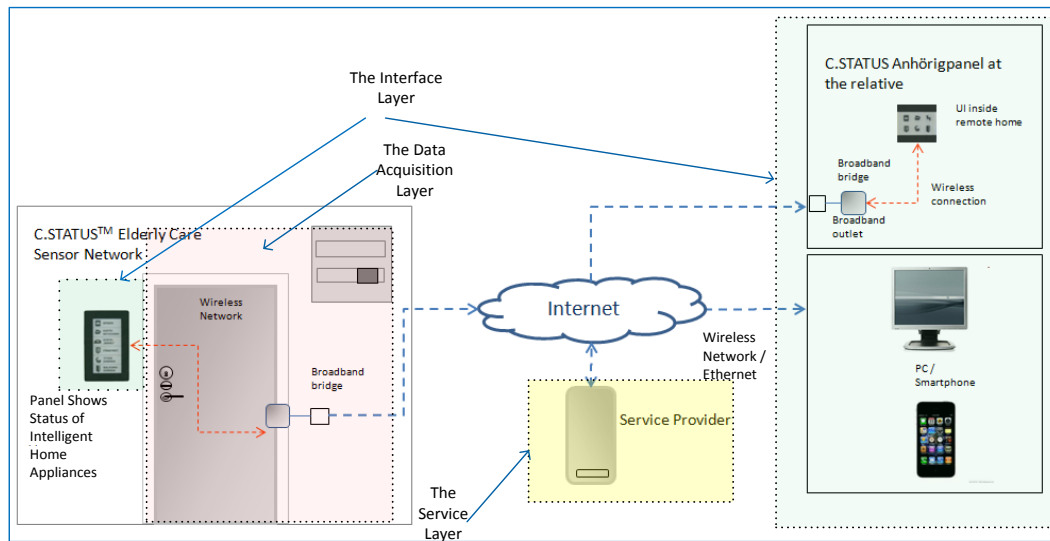 The Interface
Layer
The Data
Acquisition
Layer
C.STATUS™ Elderly Care
Sensor Network
Wireless
Network
Broadband
bridge
Panel Shows
Status of
Intelligent
Home
Appliances
Internet
Wireless
Network /
Ethernet
Service Provider
The
Service
Layer
C.STATUS Anhörigpanel at
the relative
UI inside
remote home
Broadband
bridge
Wireless
connection
Broadband
outlet
PC /
Smartphone